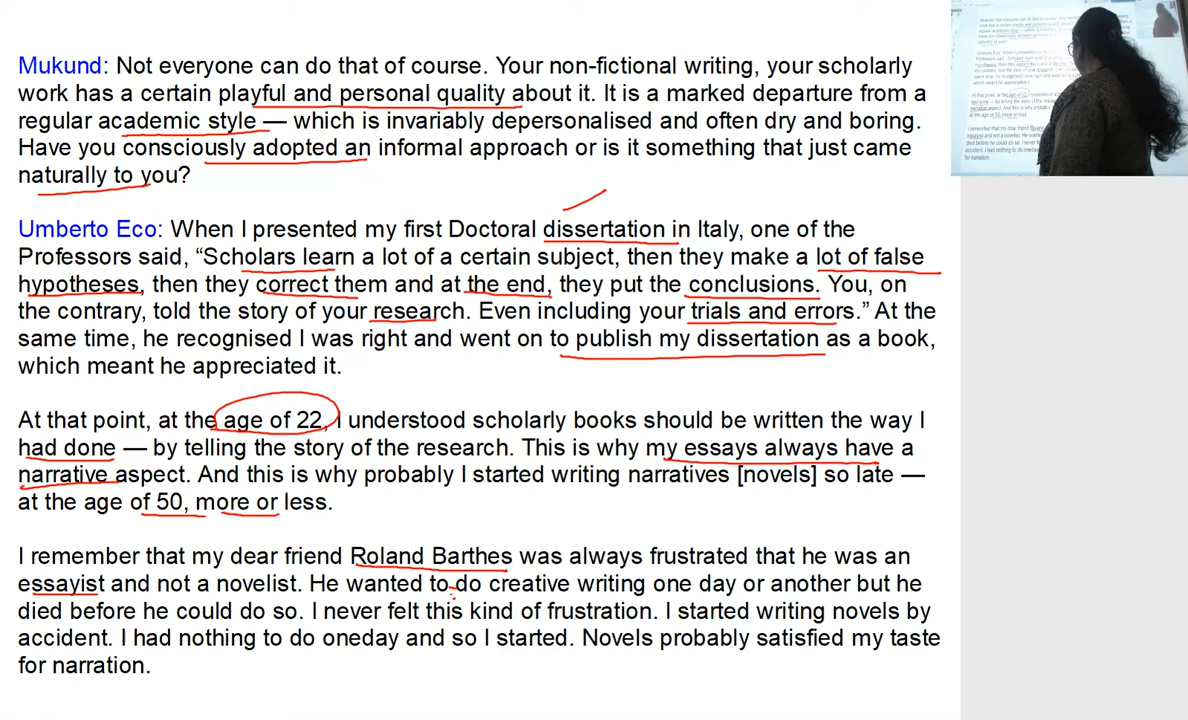 Mukund: Not everyone can do that of course. Your non-fictional writing, your scholarly
work has a certain playful and personal quality about it. It is a marked departure from a
regular academic style — which is invariably depersonalised and often dry and boring.
Have you consciously adopted an informal approach or is it something that just came
naturally to you?
Umberto Eco: When I presented my first Doctoral dissertation in Italy, one of the
Professors said, “Scholars learn a lot of a certain subject, then they make a lot of false
hypotheses, then they correct them and at the end, they put the conclusions. You, on
the contrary, told the story of your research. Even including your trials and errors.” At the
same time, he recognised I was right and went on to publish my dissertation as a book,
which meant he appreciated it.
At that point, at the age of 22, I understood scholarly books should be written the way I
had done — by telling the story of the research. This is why my essays always have a
narrative aspect. And this is why probably I started writing narratives [novels] so late —
at the age of 50, more or less.
I remember that my dear friend Roland Barthes was always frustrated that he was an
essayist and not a novelist. He wanted to do creative writing one day or another but he
died before he could do so. I never felt this kind of frustration. I started writing novels by
accident. I had nothing to do oneday and so I started. Novels probably satisfied my taste
for narration.